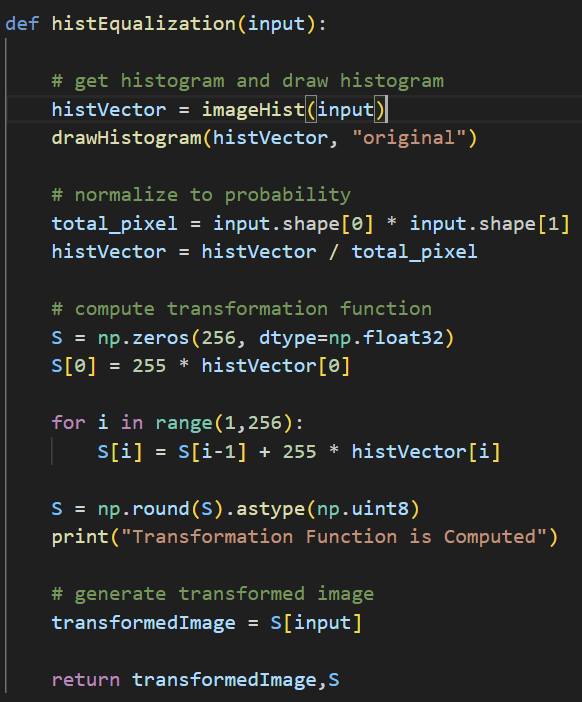 def histEqualization(input):
# get histogram and draw histogram
histVector = imageHist(input)
drawHistogram(histVector, "original")
# normalize to probability
total_pixel = input.shape[0] * input.shape[1]
histVector = histVector / total_pixel
# compute transformation function
S = np.zeros(256, dtype=np.float32)
S[0] = 255 * histVector[0]
for i in range(1,256):
S[i] = S[i-1] + 255 * histVector[i]
S = np.round(S).astype(np.uint8)
print("Transformation Function is Computed")
# generate transformed image
transformedImage = S[input]
return transformedImage,S